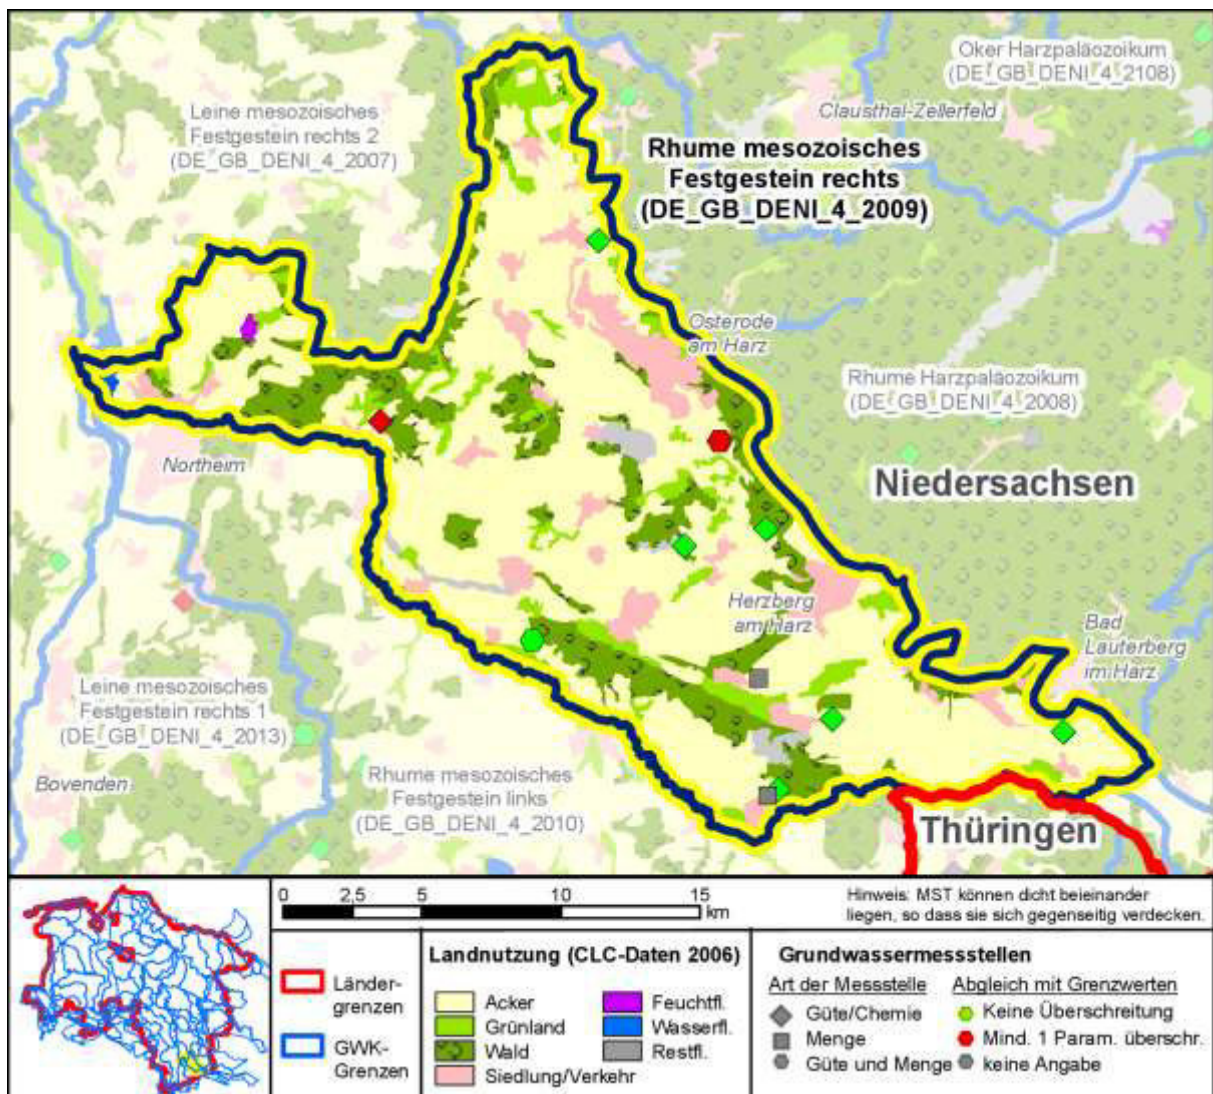 Oker Harzpaläozoikum
(DE_GB_DENI_4_2108)
Clausthal-Zellerfeld
Leine mesozoisches
Festgestein rechts 2
(DE_GB_DENI_4_2007)
Rhume mesozoisches
Festgestein rechts
(DE_GB_DENI_4_2009)
Osterode
am Harz
Rhume Harzpaläozoikum
(DE_GB_DENI_4_2008)
Northeim
Niedersachsen
Herzberg
am Harz
Bad
Lauterberg
im Harz
Leine mesozoisches
Festgestein rechts 1
(DE_GB_DENI_4_2013)
Bovenden
Rhume mesozoisches
Festgestein links
(DE_GB_DENI_4_2010)
Thüringen
0 2,5 5 10 15
km
Hinweis: MST können dicht beieinander
liegen, so dass sie sich gegenseitig verdecken.
Länder-
grenzen
GWK-
Grenzen
Landnutzung (CLC-Daten 2006)
Acker
Grünland
Wald
Siedlung/Verkehr
Feuchtfl.
Wasserfl.
Restfl.
Grundwassermessstellen
Art der Messstelle
Güte/Chemie
Menge
Güte und Menge
Abgleich mit Grenzwerten
Keine Überschreitung
Mind. 1 Param. überschr.
keine Angabe